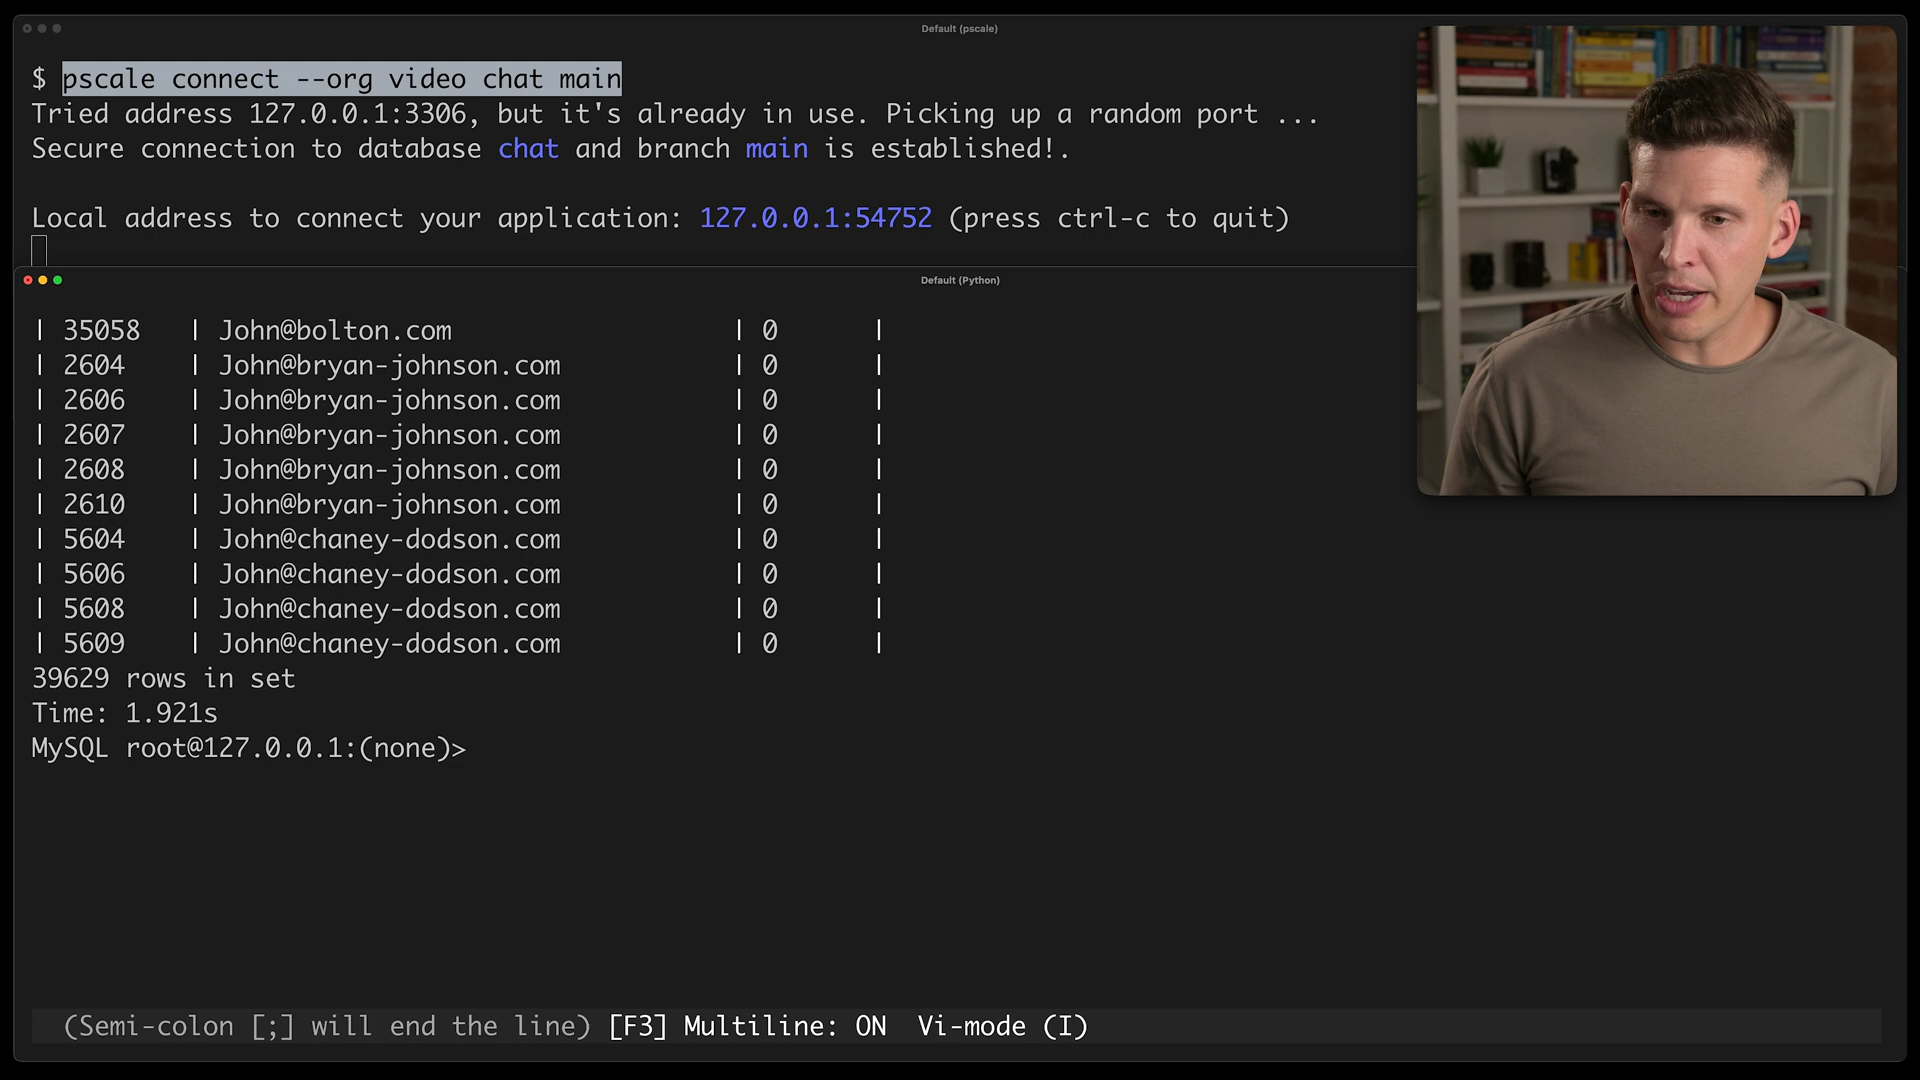 Default (pscale)
$ pscale connect --org video chat main
Tried address 127.0.0.1:3306, but it's already in use. Picking up a random port ...
Secure connection to database chat and branch main is established!.
Local address to connect your application: 127.0.0.1:54752 (press ctrl-c to quit)
Default (Python)
| 35058 | John@bolton.com | 0 |
| 2604 | John@bryan-johnson.com | 0 |
| 2606 | John@bryan-johnson.com | 0 |
| 2607 | John@bryan-johnson.com | 0 |
| 2608 | John@bryan-johnson.com | 0 |
| 2610 | John@bryan-johnson.com | 0 |
| 5604 | John@chaney-dodson.com | 0 |
| 5606 | John@chaney-dodson.com | 0 |
| 5608 | John@chaney-dodson.com | 0 |
| 5609 | John@chaney-dodson.com | 0 |
39629 rows in set
Time: 1.921s
MySQL root@127.0.0.1:(none)>
(Semi-colon [;] will end the line) [F3] Multiline: ON Vi-mode (I)